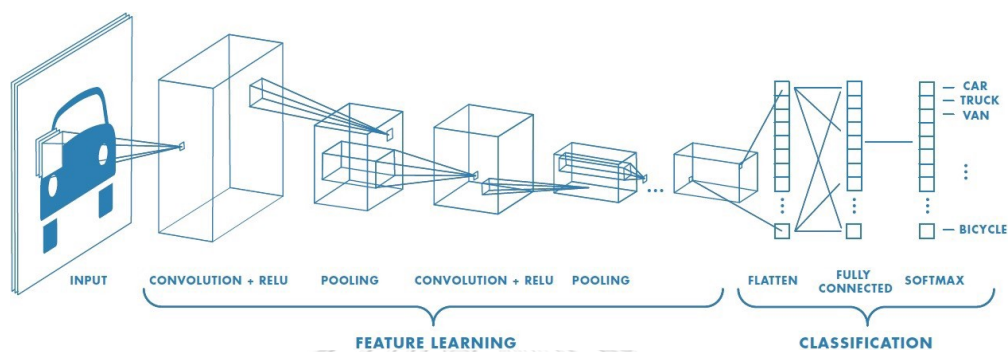 CAR
TRUCK
VAN
BICYCLE
INPUT
CONVOLUTION + RELU
POOLING
CONVOLUTION + RELU
POOLING
FLATTEN
FULLY
CONNECTED
SOFTMAX
FEATURE LEARNING
CLASSIFICATION